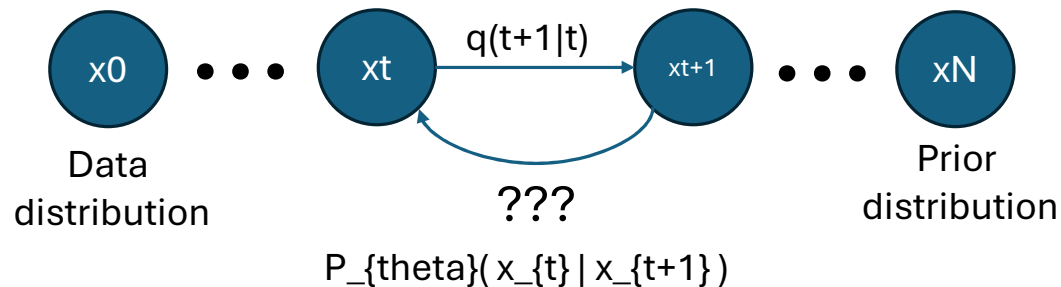 x0
xt
q(t+1|t)
xt+1
xN
Data
distribution
Prior
distribution
???
P_{theta}( x_{t} | x_{t+1} )